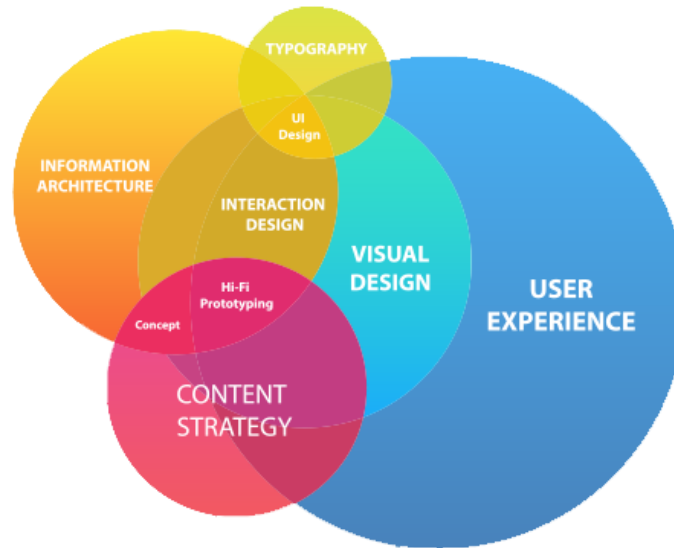 TYPOGRAPHY
UI
Design
INFORMATION
ARCHITECTURE
INTERACTION
DESIGN
VISUAL
DESIGN
USER
EXPERIENCE
Hi-Fi
Prototyping
Concept
CONTENT
STRATEGY